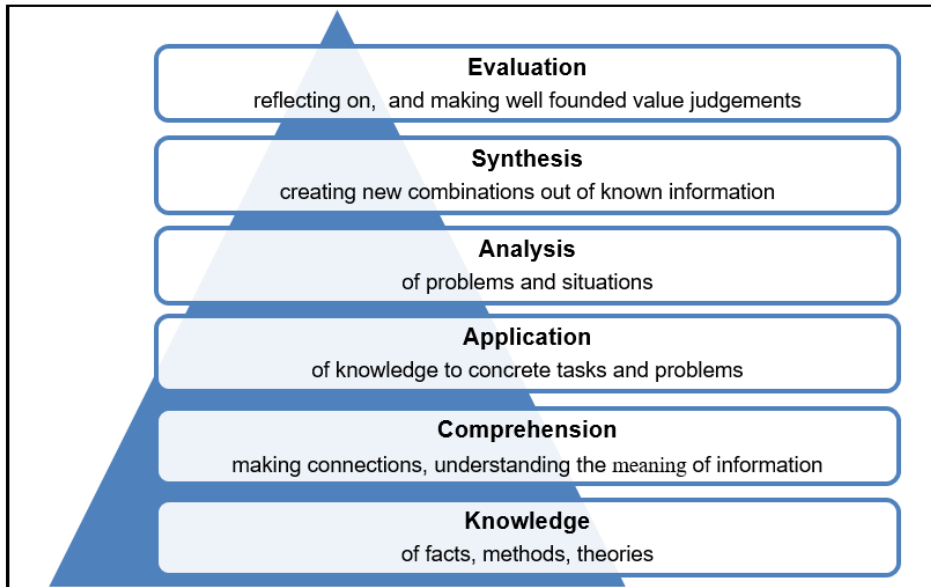 Evaluation
reflecting on, and making well founded value judgements
Synthesis
creating new combinations out of known information
Analysis
of problems and situations
Application
of knowledge to concrete tasks and problems
Comprehension
making connections, understanding the meaning of information
Knowledge
of facts, methods, theories